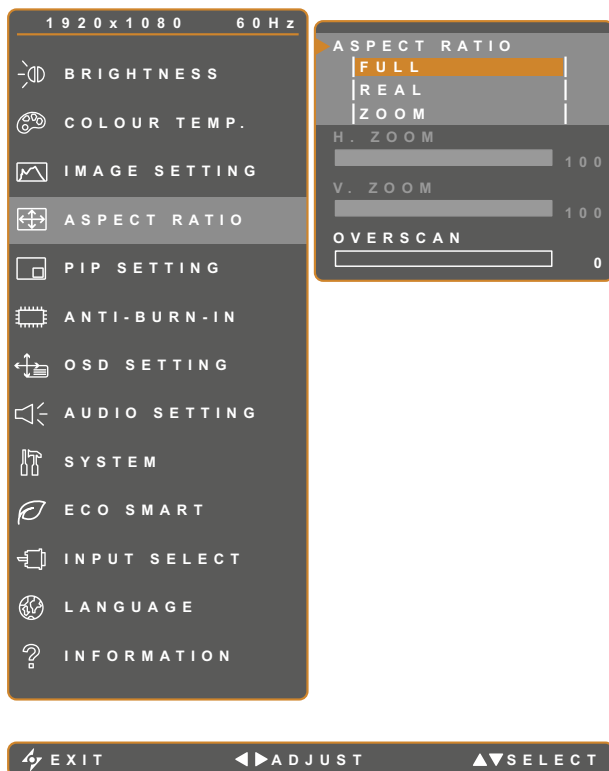 1920x1080 60Hz
BRIGHTNESS
COLOUR TEMP.
IMAGE SETTING
ASPECT RATIO
PIP SETTING
ANTI-BURN-IN
OSD SETTING
AUDIO SETTING
SYSTEM
ECO SMART
INPUT SELECT
LANGUAGE
INFORMATION
ASPECT RATIO
FULL
REAL
ZOOM
H. ZOOM
100
V. ZOOM
100
OVERSCAN
0
EXIT ◀▶ADJUST ▲▼SELECT